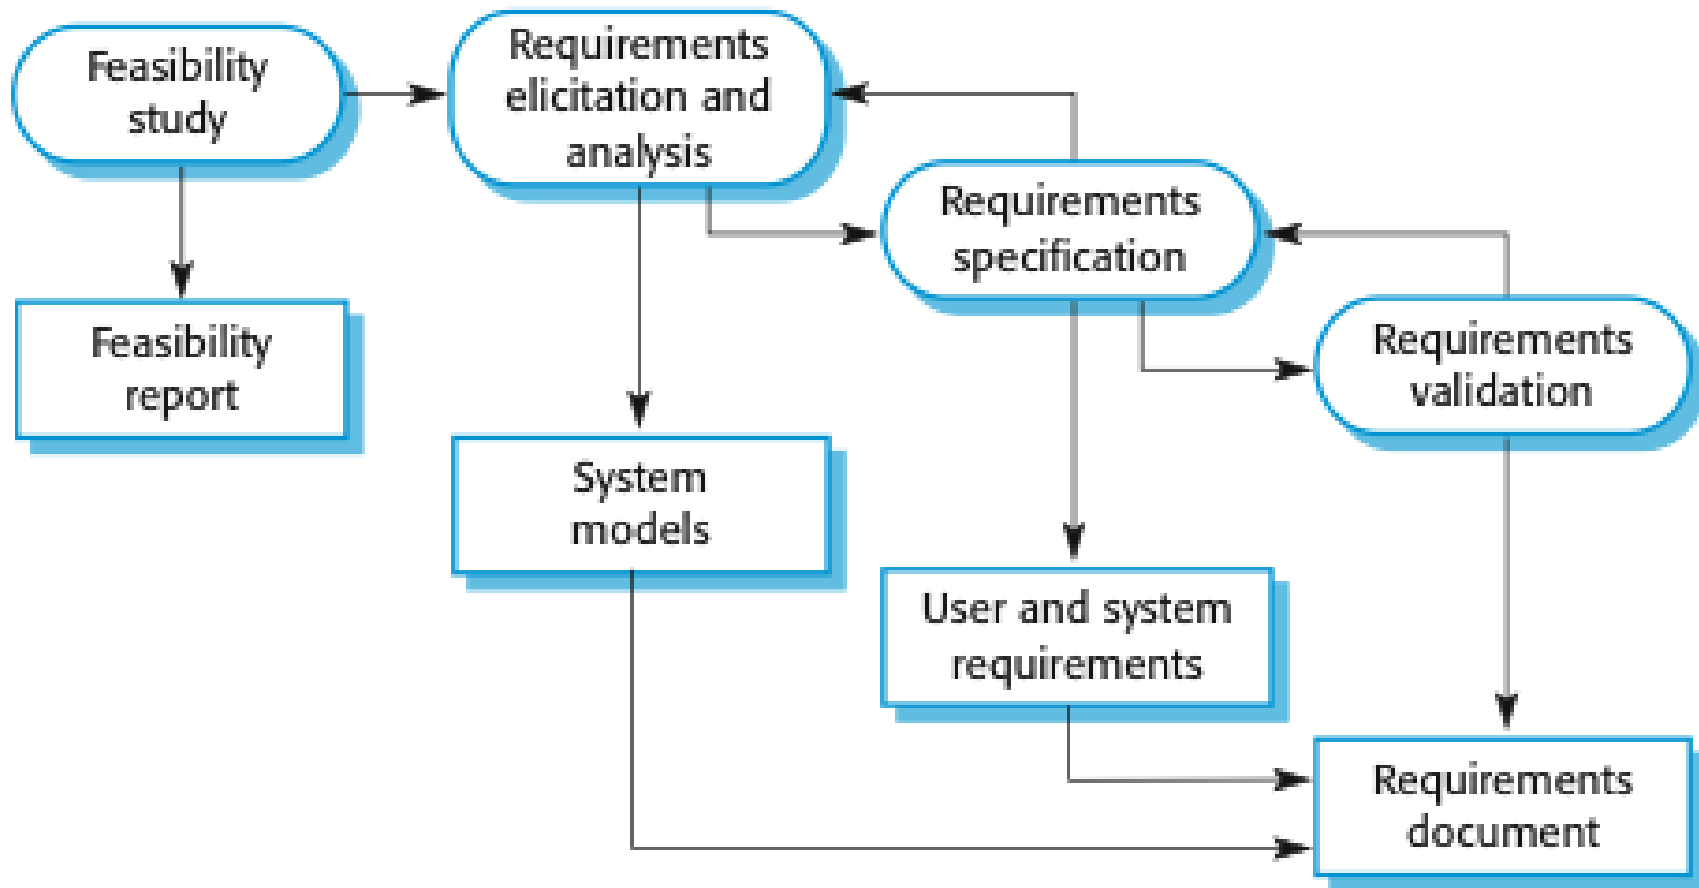 Feasibility
study
Requirements
elicitation and
analysis
Requirements
specification
Requirements
validation
Feasibility
report
System
models
User and system
requirements
Requirements
document